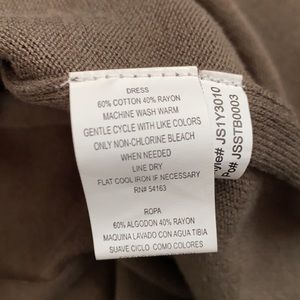 DRESS
60% COTTON 40% RAYON
MACHINE WASH WARM
GENTLE CYCLE WITH LIKE COLORS
ONLY NON-CHLORINE BLEACH
WHEN NEEDED
LINE DRY
FLAT COOL IRON IF NECESSARY
RN# 54163
ROPA
60% ALGODON 40% RAYON
MAQUINA LAVADO CON AGUA TIBIA
SUAVE CICLO COMO COLORES
JS1Y3010
JSSTB0003